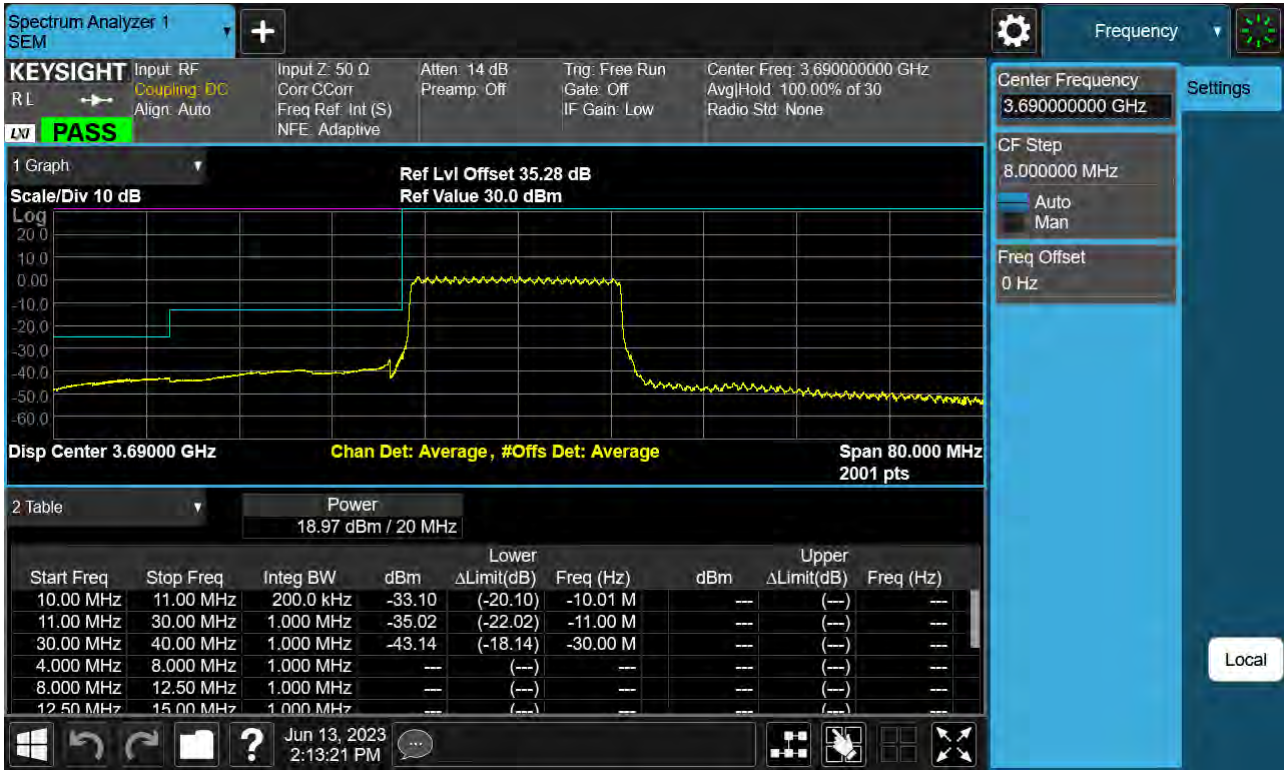 Spectrum Analyzer 1
SEM
Frequency
KEYSIGHT
R L
LXI
PASS
Input: RF
Coupling: DC
Align: Auto
Input Z: 50 Ω
Corr CCorr
Freq Ref: Int (S)
NFE: Adaptive
Atten: 14 dB
Preamp: Off
Trig: Free Run
Gate: Off
IF Gain: Low
Center Freq: 3.690000000 GHz
Avg|Hold: 100.00% of 30
Radio Std: None
Center Frequency
3.690000000 GHz
Settings
CF Step
8.000000 MHz
Auto
Man
Freq Offset
0 Hz
1 Graph
Scale/Div 10 dB
Ref Lvl Offset 35.28 dB
Ref Value 30.0 dBm
Log
20.0
10.0
0.00
-10.0
-20.0
-30.0
-40.0
-50.0
-60.0
Disp Center 3.69000 GHz
Chan Det: Average, #Offs Det: Average
Span 80.000 MHz
2001 pts
2 Table
Power
18.97 dBm / 20 MHz
Lower Upper
Start Freq Stop Freq Integ BW dBm ΔLimit(dB) Freq (Hz) dBm ΔLimit(dB) Freq (Hz)
10.00 MHz 11.00 MHz 200.0 kHz -33.10 (-20.10) -10.01 M --- (---) ---
11.00 MHz 30.00 MHz 1.000 MHz -35.02 (-22.02) -11.00 M --- (---) ---
30.00 MHz 40.00 MHz 1.000 MHz -43.14 (-18.14) -30.00 M --- (---) ---
4.000 MHz 8.000 MHz 1.000 MHz --- (---) --- --- (---) ---
8.000 MHz 12.50 MHz 1.000 MHz --- (---) --- --- (---) ---
12.50 MHz 15.00 MHz 1.000 MHz --- (---) --- --- (---) ---
Local
?
Jun 13, 2023
2:13:21 PM